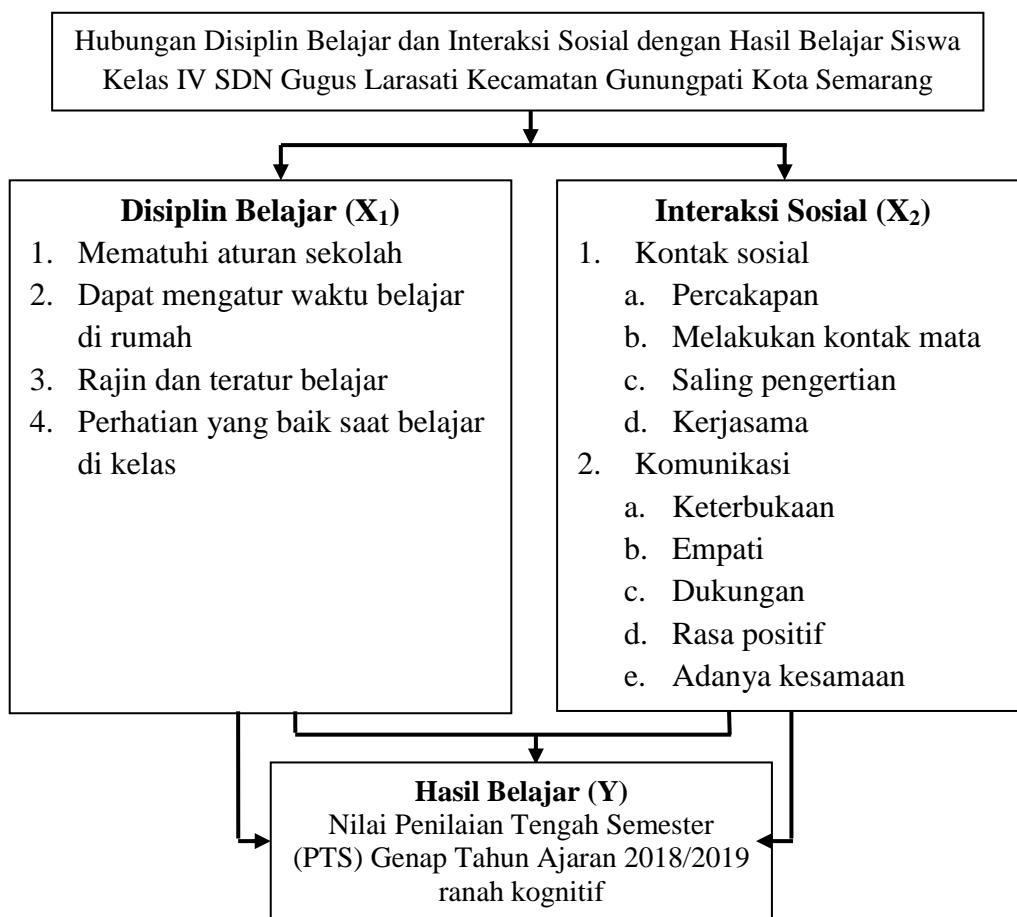 Hubungan Disiplin Belajar dan Interaksi Sosial dengan Hasil Belajar Siswa
Kelas IV SDN Gugus Larasati Kecamatan Gunungpati Kota Semarang
Disiplin Belajar (X₁)
1. Mematuhi aturan sekolah
2. Dapat mengatur waktu belajar
di rumah
3. Rajin dan teratur belajar
4. Perhatian yang baik saat belajar
di kelas
Interaksi Sosial (X₂)
1. Kontak sosial
a. Percakapan
b. Melakukan kontak mata
c. Saling pengertian
d. Kerjasama
2. Komunikasi
a. Keterbukaan
b. Empati
c. Dukungan
d. Rasa positif
e. Adanya kesamaan
Hasil Belajar (Y)
Nilai Penilaian Tengah Semester
(PTS) Genap Tahun Ajaran 2018/2019
ranah kognitif